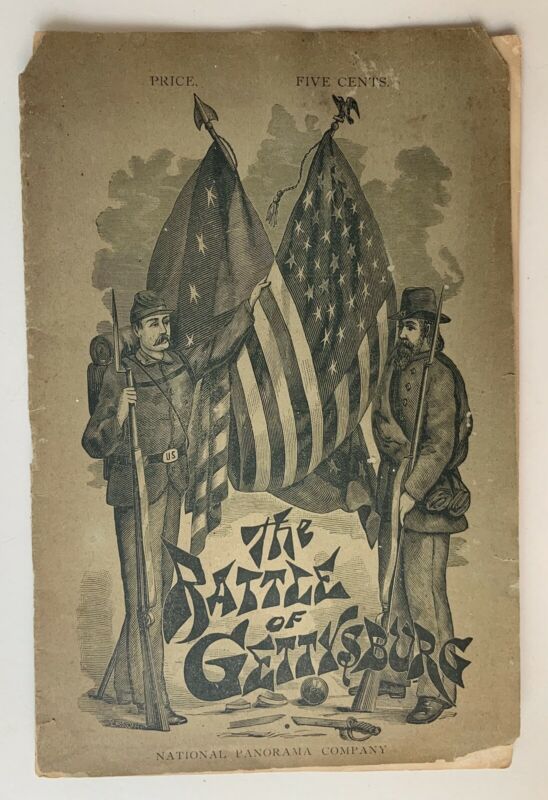 PRICE, FIVE CENTS.
U.S.
The
BATTLE
OF
GETTYSBURG
NATIONAL PANORAMA COMPANY